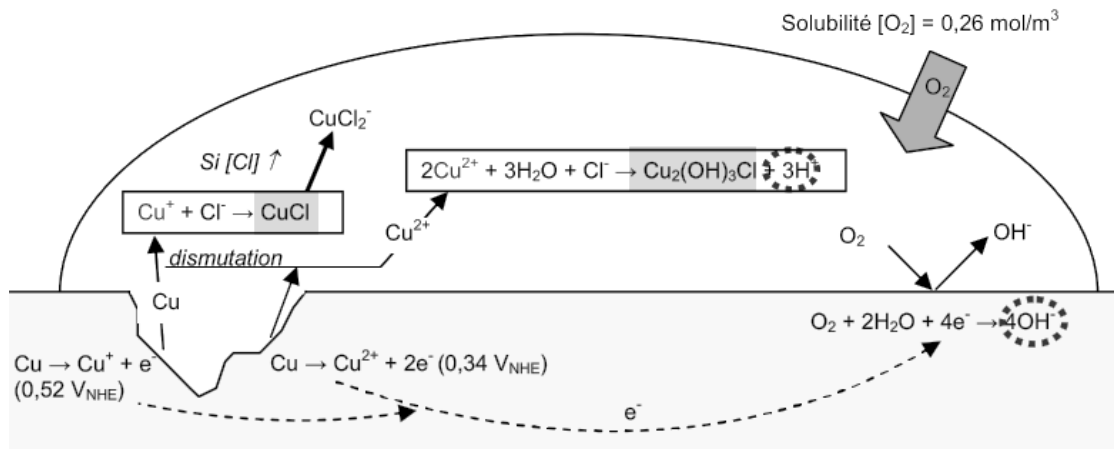 Solubilité [O₂] = 0,26 mol/m³
O₂
CuCl₂⁻
Si [Cl] ↑
2Cu²⁺ + 3H₂O + Cl⁻ → Cu₂(OH)₃Cl + 3H⁺
Cu⁺ + Cl⁻ → CuCl
Cu²⁺
O₂
OH⁻
dismutation
Cu
O₂ + 2H₂O + 4e⁻ → 4OH⁻
Cu → Cu⁺ + e⁻
(0,52 V_NHE)
Cu → Cu²⁺ + 2e⁻ (0,34 V_NHE)
e⁻